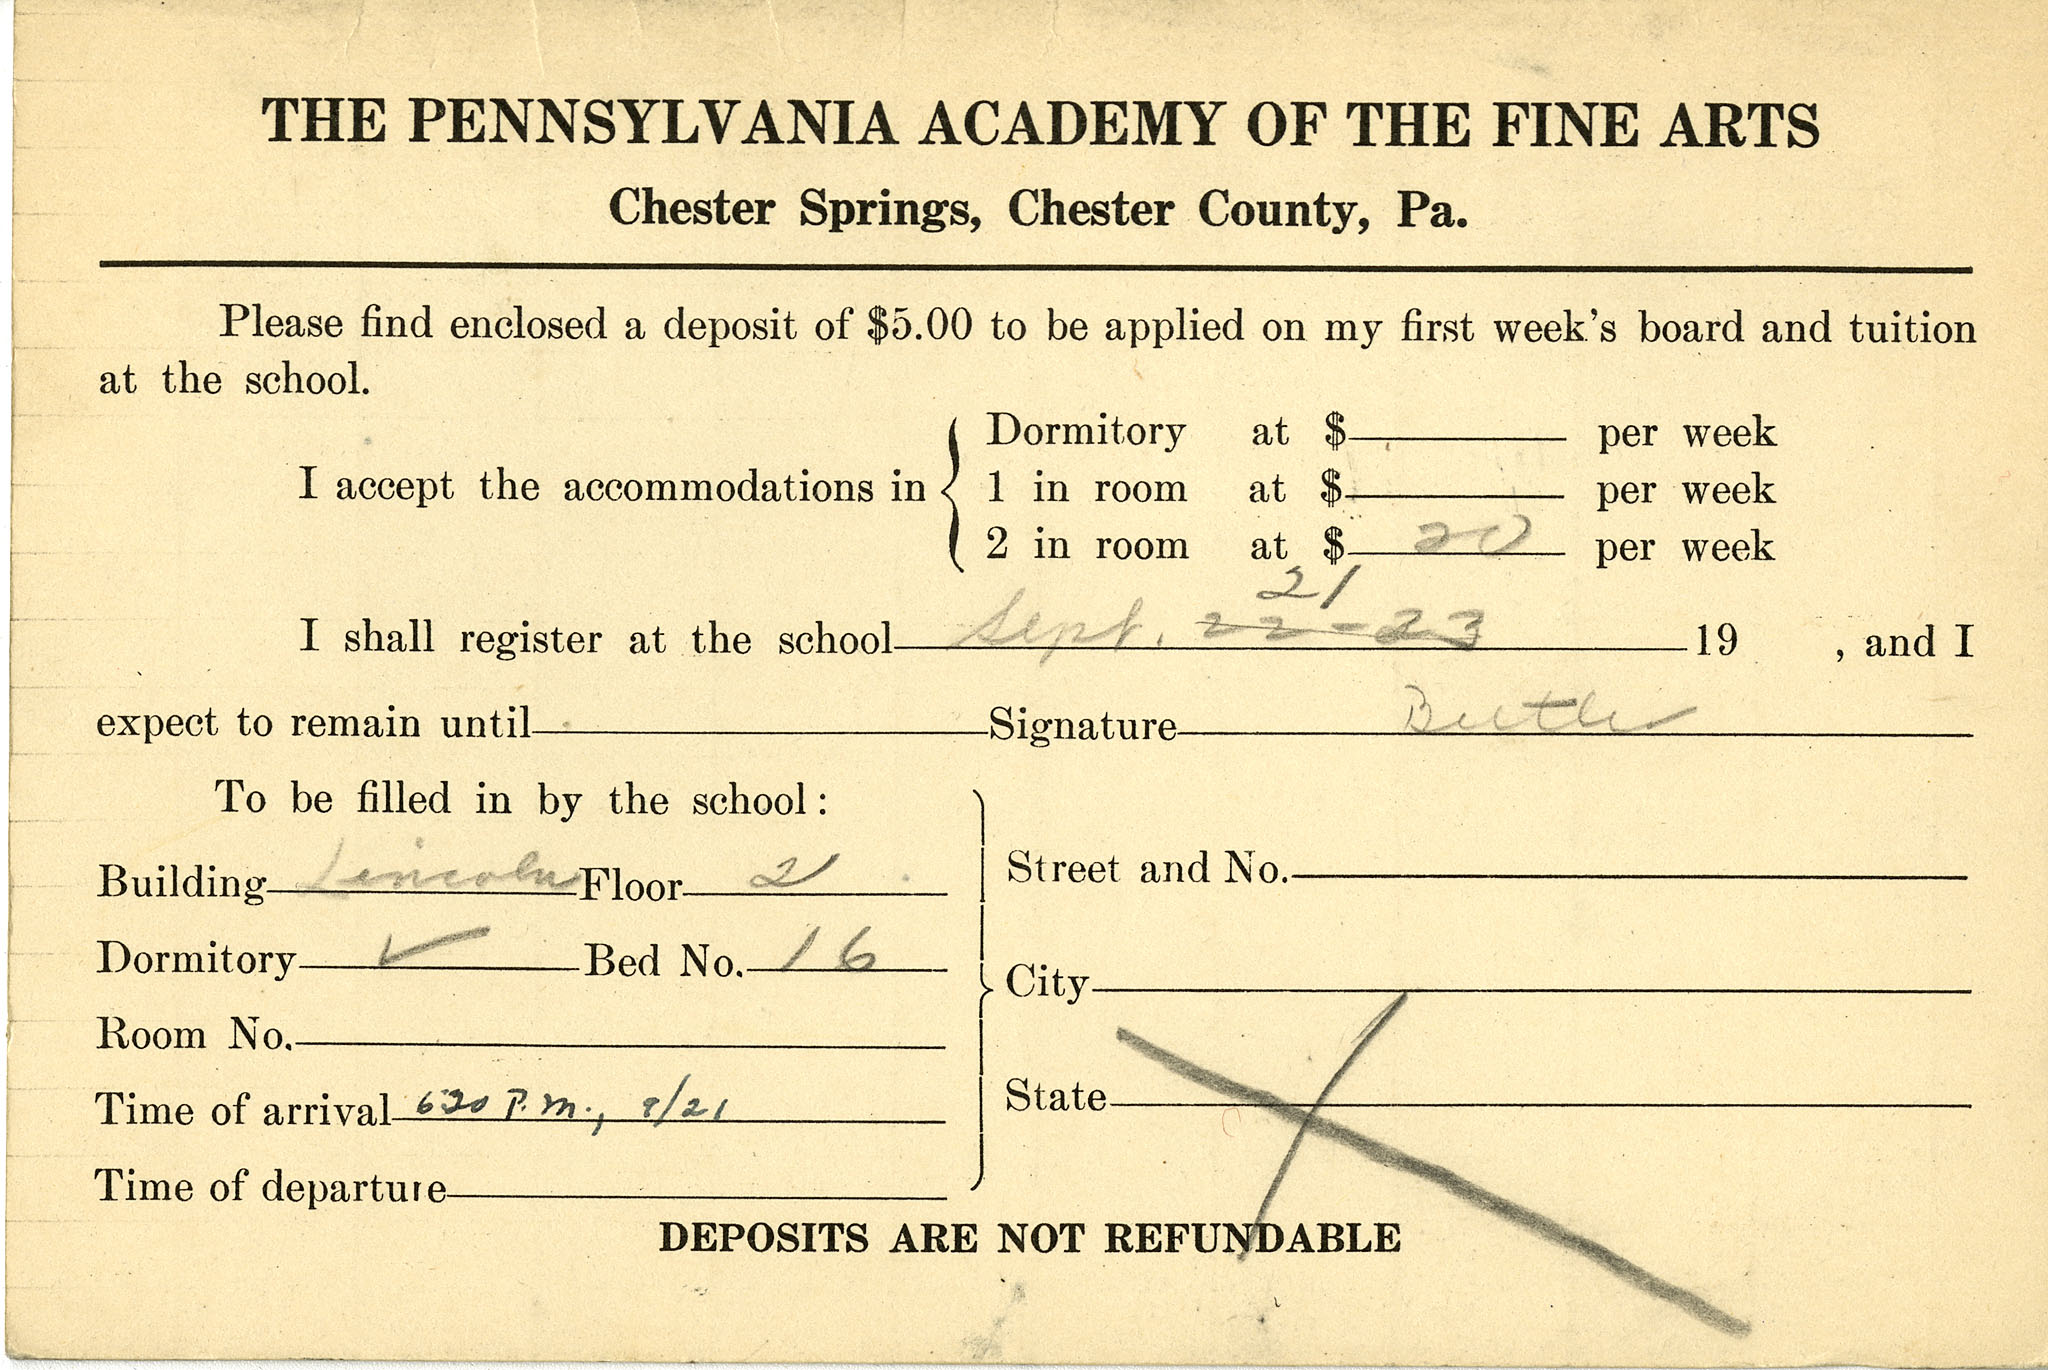 THE PENNSYLVANIA ACADEMY OF THE FINE ARTS
Chester Springs, Chester County, Pa.
Please find enclosed a deposit of $5.00 to be applied on my first week's board and tuition
at the school.
Dormitory at $ per week
I accept the accommodations in 1 in room at $ per week
2 in room at $ 20 per week
21
I shall register at the school Sept. 22-23 19 , and I
expect to remain until Signature Butler
To be filled in by the school:
Building Lincoln Floor 2
Street and No.
Dormitory ✓ Bed No. 16
City
Room No.
State
Time of arrival 630 P.M., 9/21
Time of departure
DEPOSITS ARE NOT REFUNDABLE